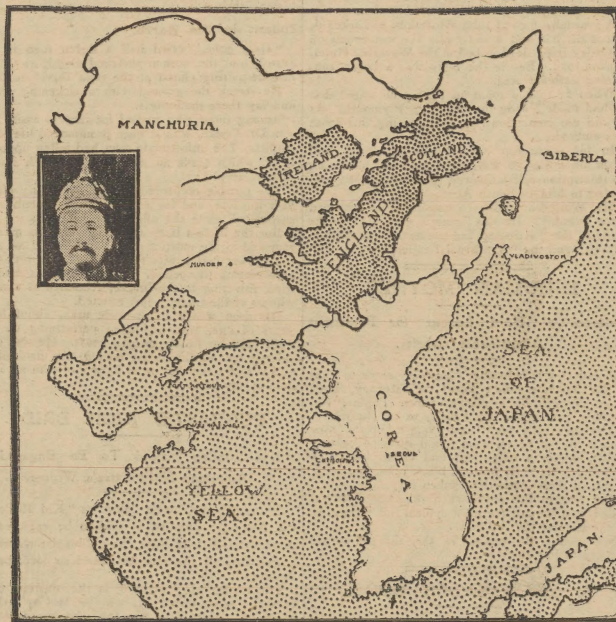 MANCHURIA.
IRELAND
SCOTLAND
SIBERIA
ENGLAND
MUKDEN
VLADIVOSTOK
SEA
OF
JAPAN
COREA
SEOUL
YELLOW
SEA.
JAPAN.